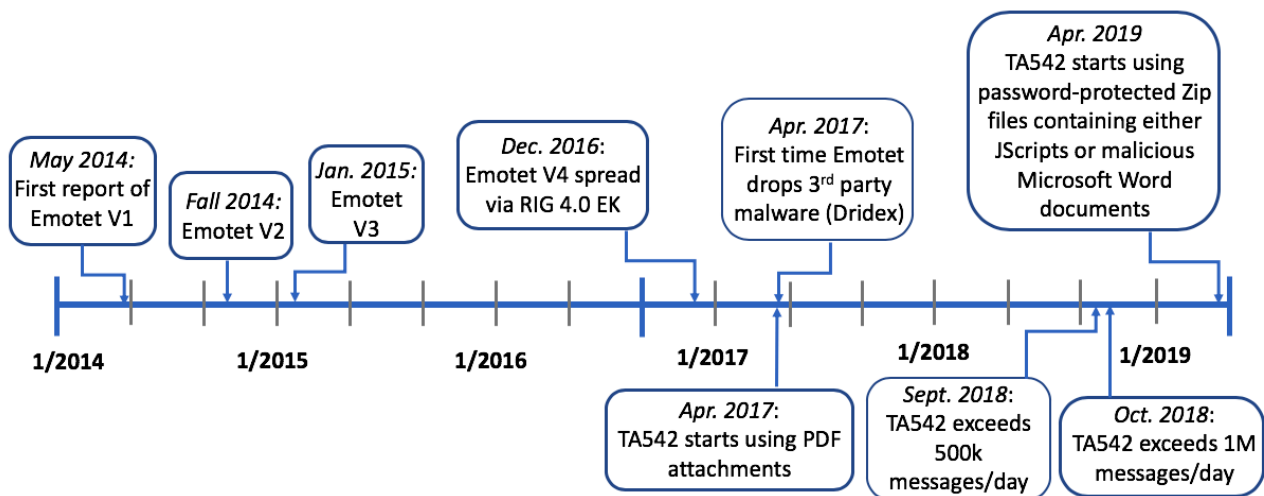 May 2014:
First report of
Emotet V1
Fall 2014:
Emotet V2
Jan. 2015:
Emotet
V3
Dec. 2016:
Emotet V4 spread
via RIG 4.0 EK
Apr. 2017:
First time Emotet
drops 3rd party
malware (Dridex)
Apr. 2019
TA542 starts using
password-protected Zip
files containing either
JScripts or malicious
Microsoft Word
documents
1/2014
1/2015
1/2016
1/2017
1/2018
1/2019
Apr. 2017:
TA542 starts using PDF
attachments
Sept. 2018:
TA542 exceeds
500k
messages/day
Oct. 2018:
TA542 exceeds 1M
messages/day